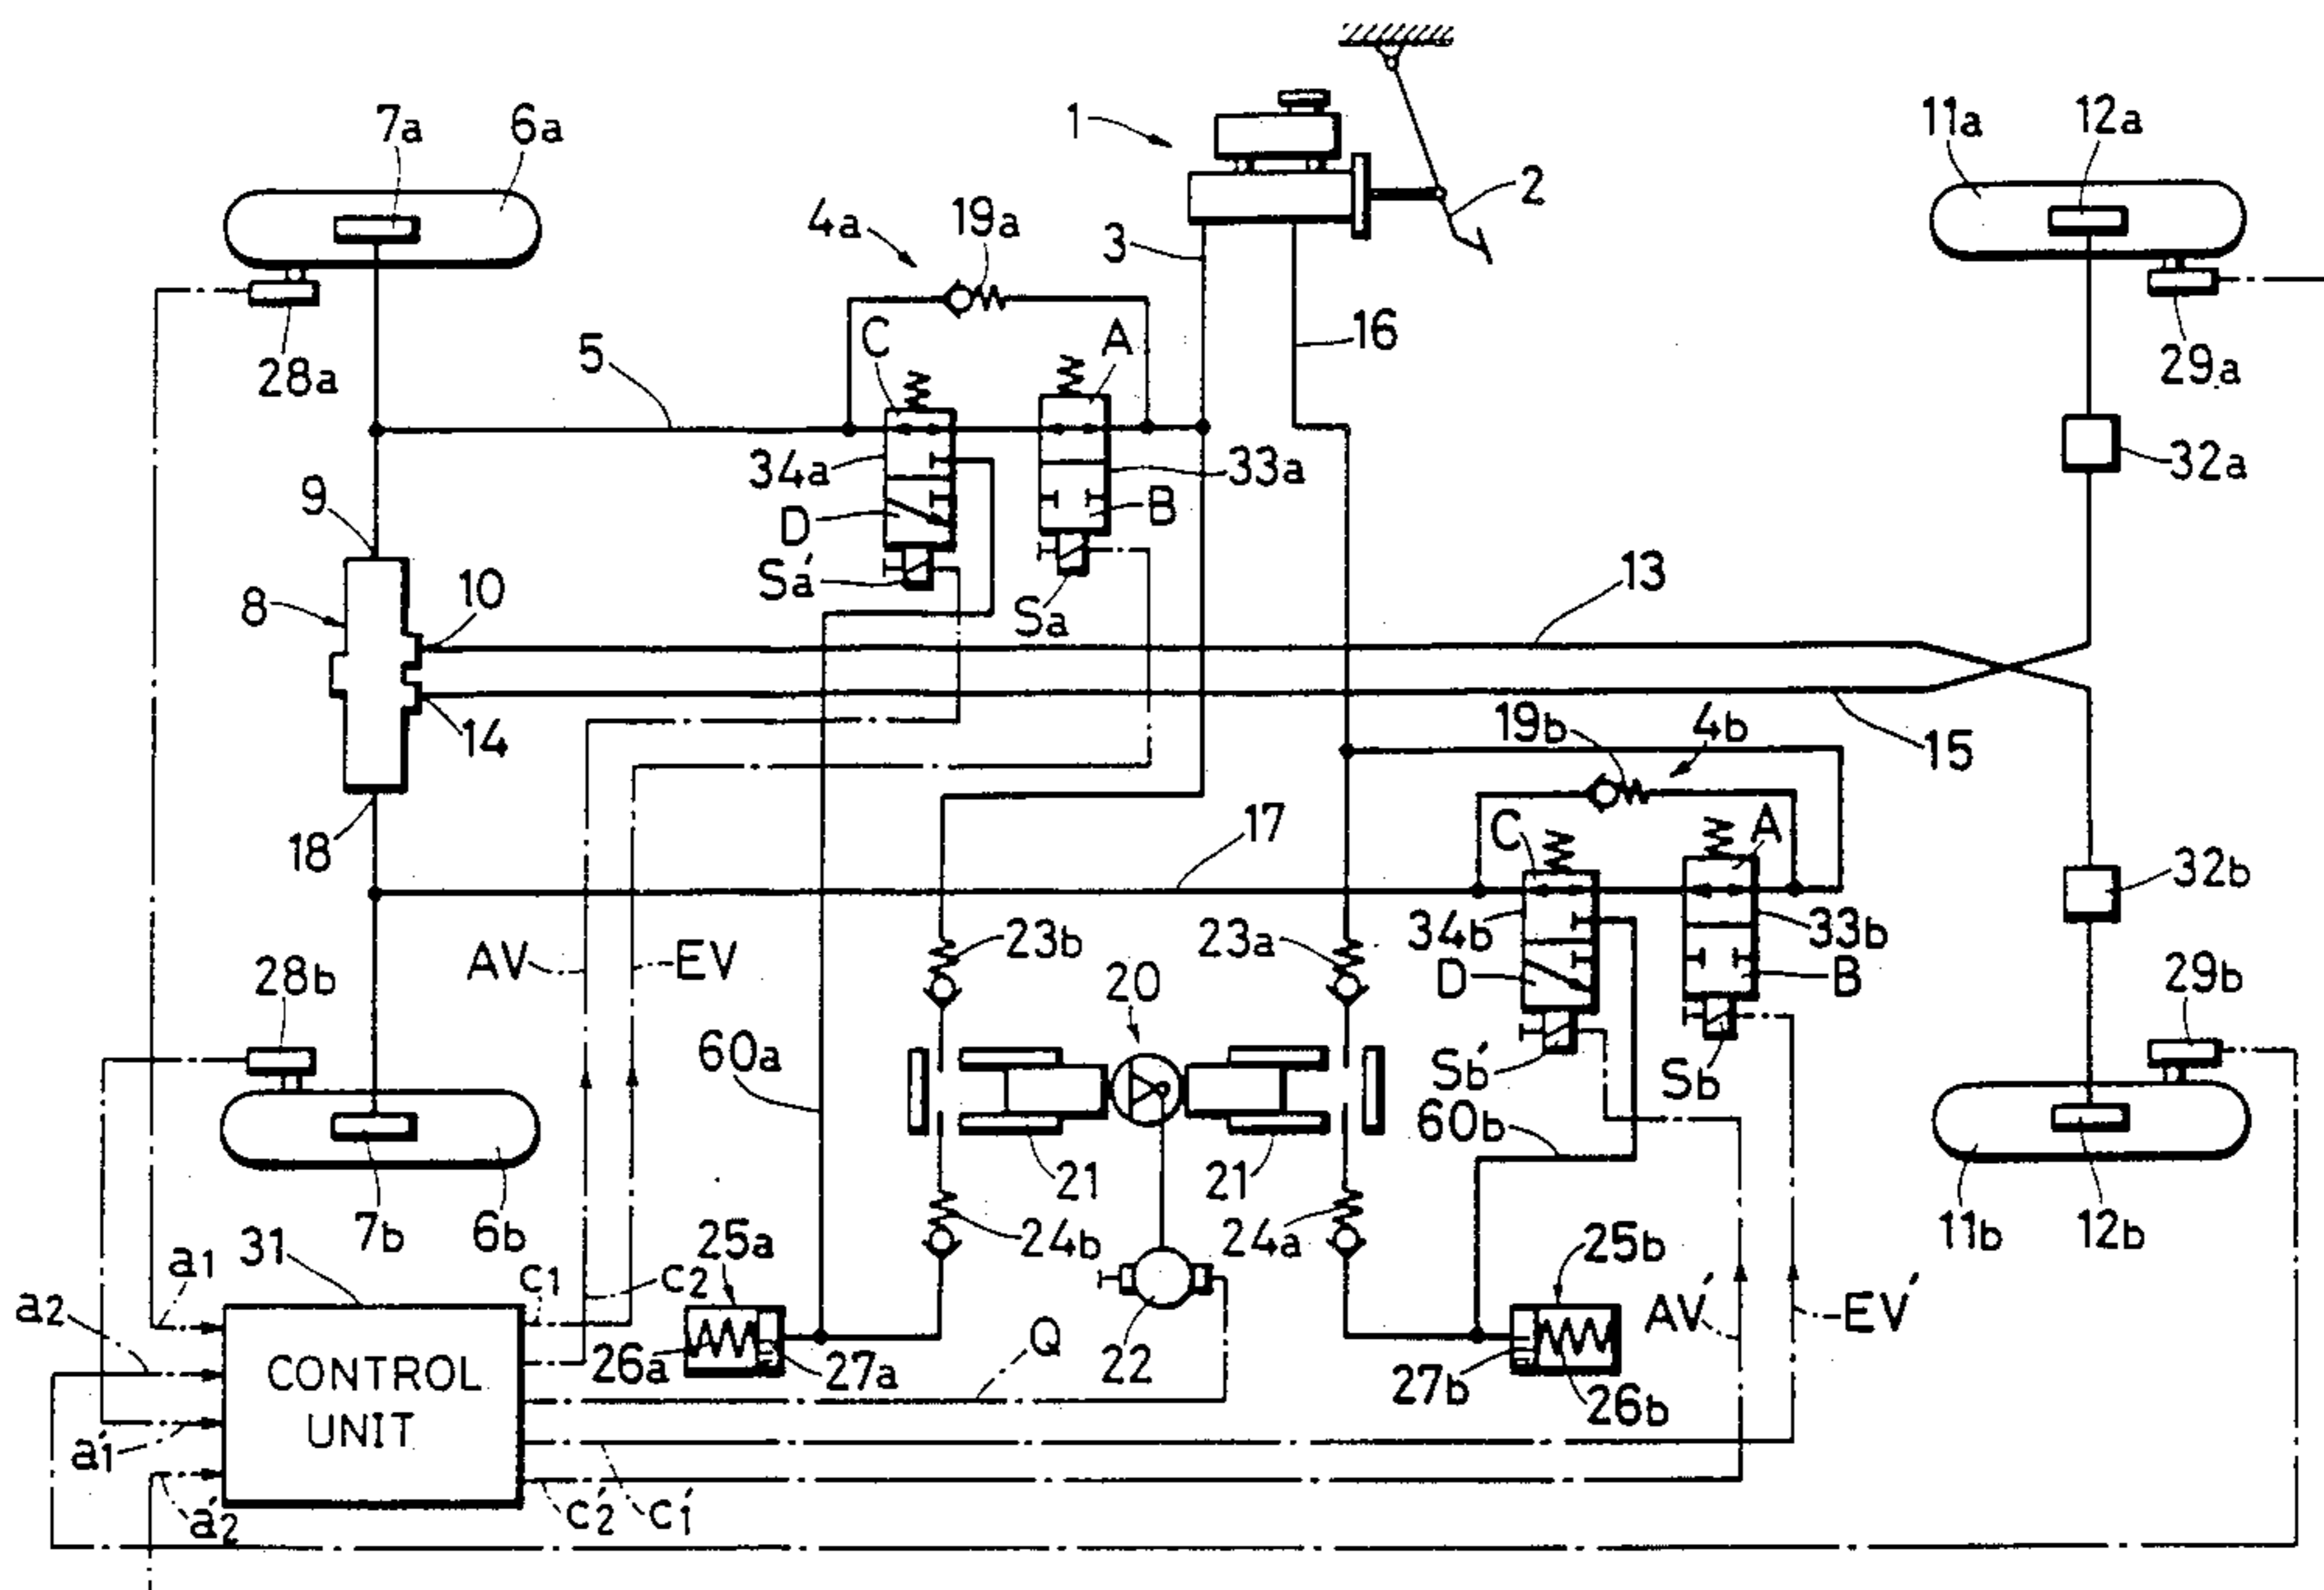 7a
6a
1
11a
12a
4a
19a
2
3
28a
5
C
A
16
29a
34a
33a
32a
9
D
B
Sa'
Sa
13
8
10
14
19b
4b
15
18
17
C
A
32b
28b
AV
EV
23b
23a
34b
33b
D
B
29b
20
60a
Sb'
Sb
60b
21
21
7b
6b
24b
24a
11b
12b
31
25a
25b
a1
c1
c2
a2
AV'
EV'
CONTROL
UNIT
26a
27a
Q
22
27b
26b
a'1
a'2
c2'
c1'